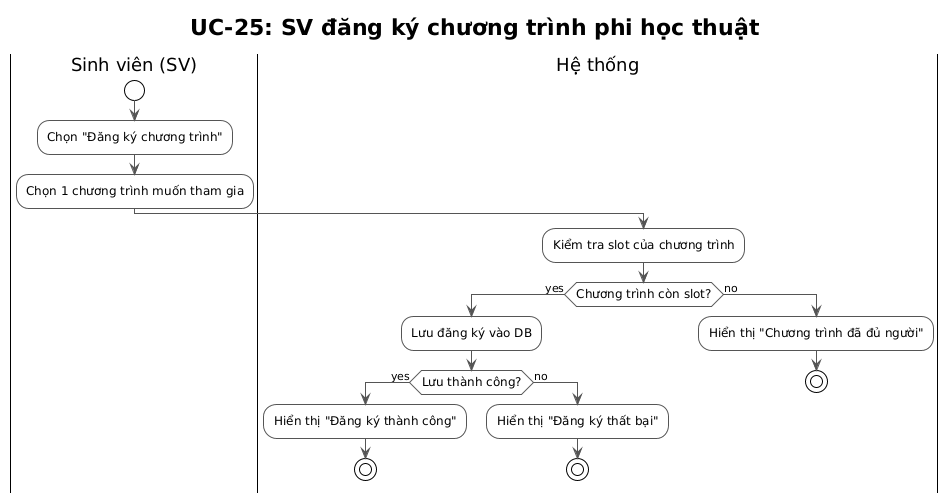 UC-25: SV đăng ký chương trình phi học thuật
Sinh viên (SV)
Hệ thống
Chọn "Đăng ký chương trình"
Chọn 1 chương trình muốn tham gia
Kiểm tra slot của chương trình
yes
Chương trình còn slot?
no
Lưu đăng ký vào DB
Hiển thị "Chương trình đã đủ người"
yes
Lưu thành công?
no
Hiển thị "Đăng ký thành công"
Hiển thị "Đăng ký thất bại"